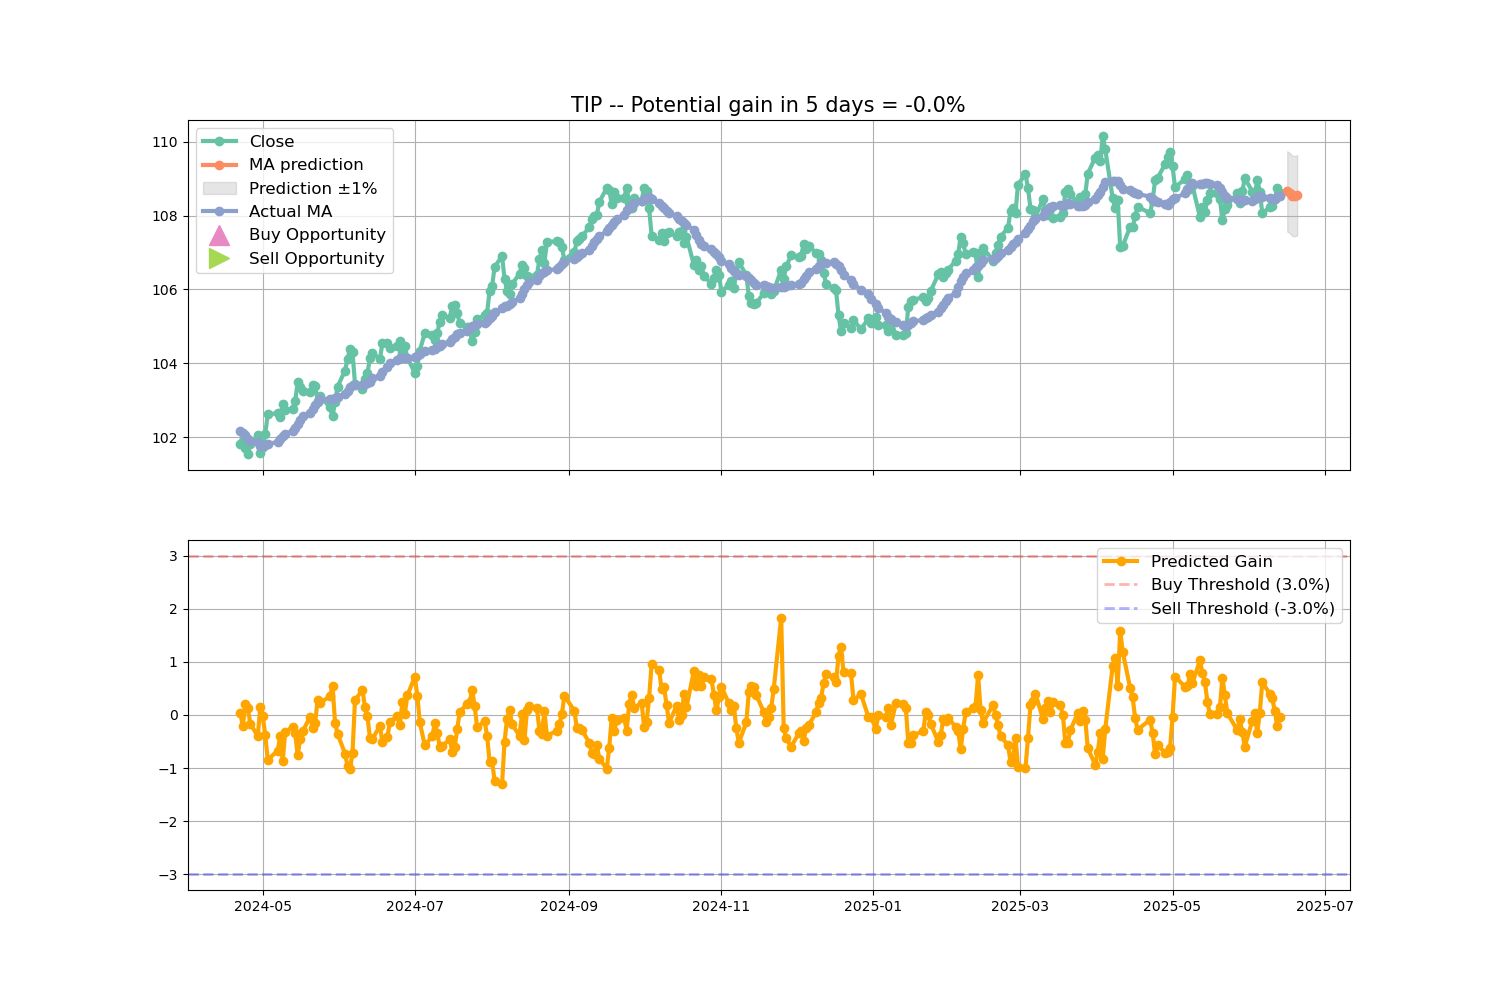 TIP -- Potential gain in 5 days = -0.0%
110
108
106
104
102
Close
MA prediction
Prediction ±1%
Actual MA
Buy Opportunity
Sell Opportunity
3
2
1
0
−1
−2
−3
Predicted Gain
Buy Threshold (3.0%)
Sell Threshold (-3.0%)
2024-05
2024-07
2024-09
2024-11
2025-01
2025-03
2025-05
2025-07